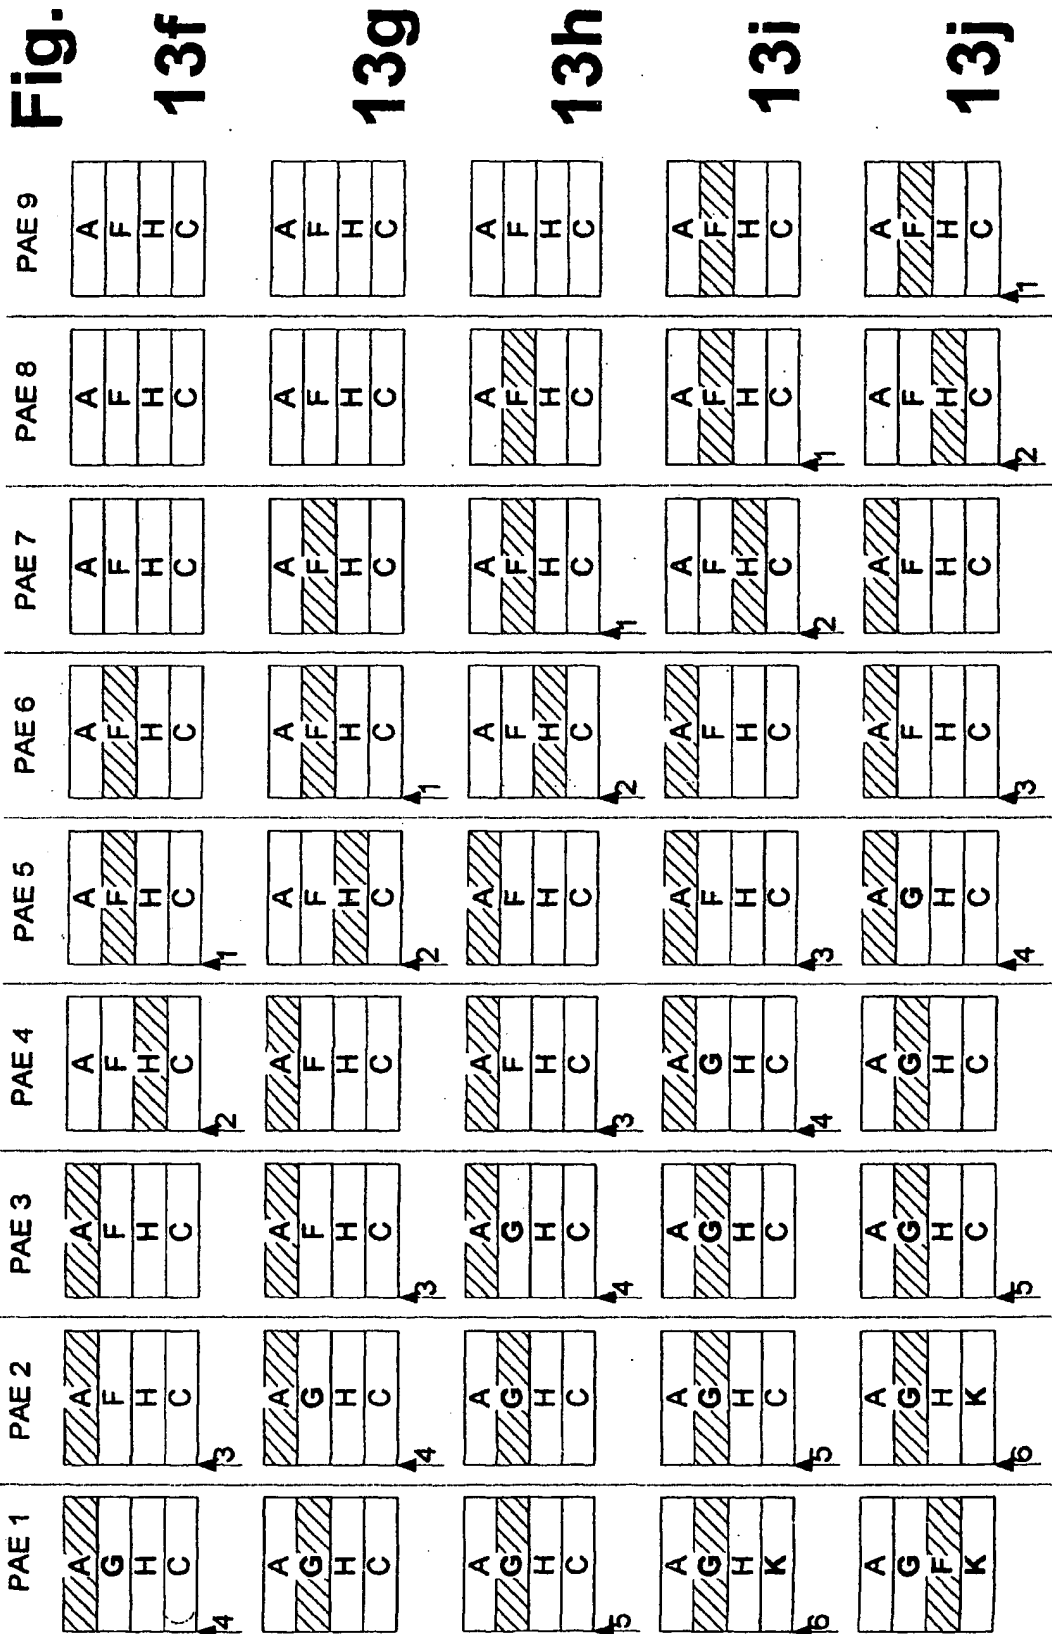 PAE 1 PAE 2 PAE 3 PAE 4 PAE 5 PAE 6 PAE 7 PAE 8 PAE 9 Fig.
A A A A A A A A A
G F F F F F F F F
H H H H H H H H H
C C C C C C C C C
13f
4 3 2 1
A A A A A A A A A
G G F F F F F F F
H H H H H H H H H
C C C C C C C C C
13g
4 3 2 1
A A A A A A A A A
G G G F F F F F F
H H H H H H H H H
C C C C C C C C C
13h
5 4 3 2 1
A A A A A A A A A
G G G G F F F F F
H H H H H H H H H
K C C C C C C C C
13i
6 5 4 3 2 1
A A A A A A A A A
G G G G G F F F F
F H H H H H H H H
K K C C C C C C C
13j
6 5 4 3 2 1